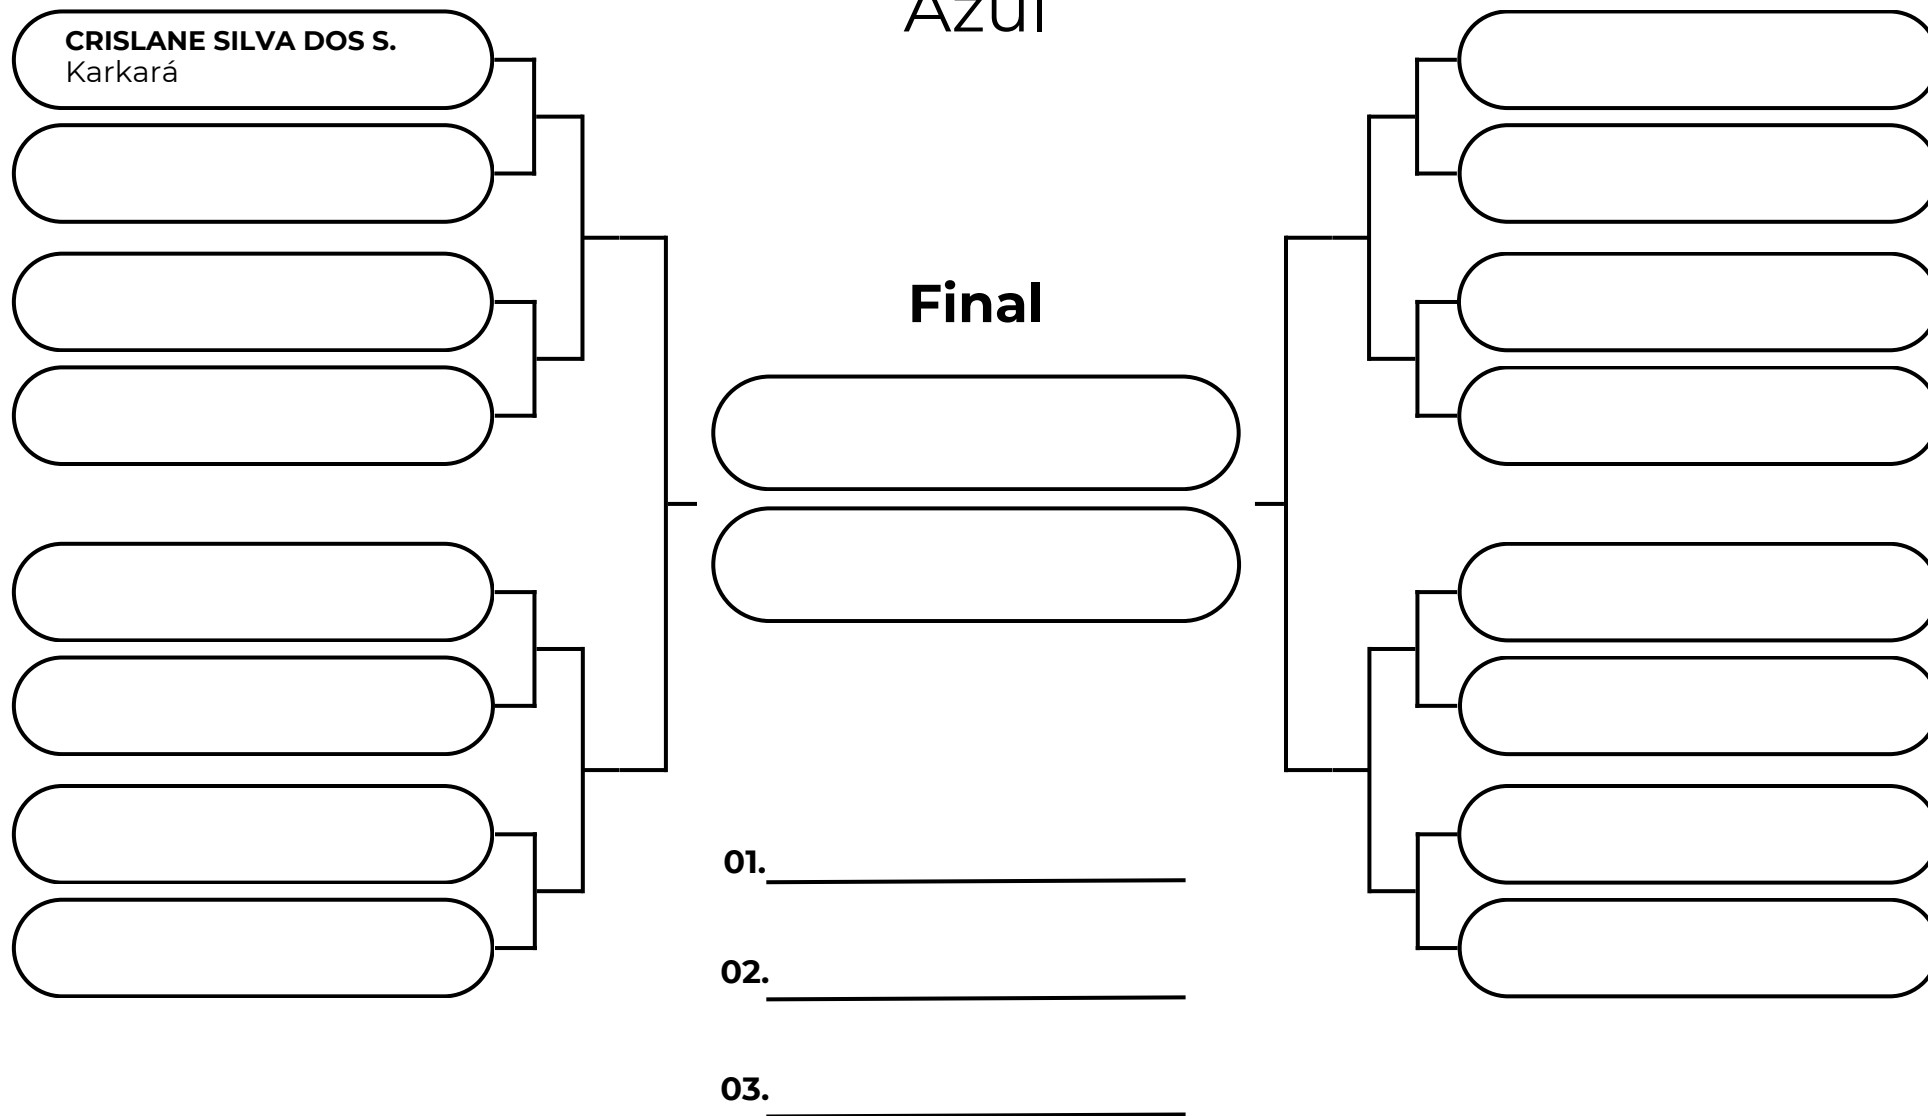 Azul
CRISLANE SILVA DOS S.
Karkará
Final
01.
02.
03.